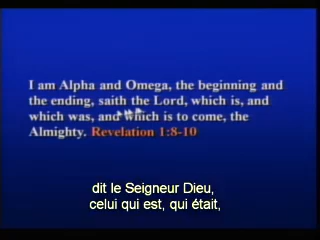 I am Alpha and Omega, the beginning and
the ending, saith the Lord, which is, and
which was, and which is to come, the
Almighty. Revelation 1:8-10
dit le Seigneur Dieu,
celui qui est, qui était,